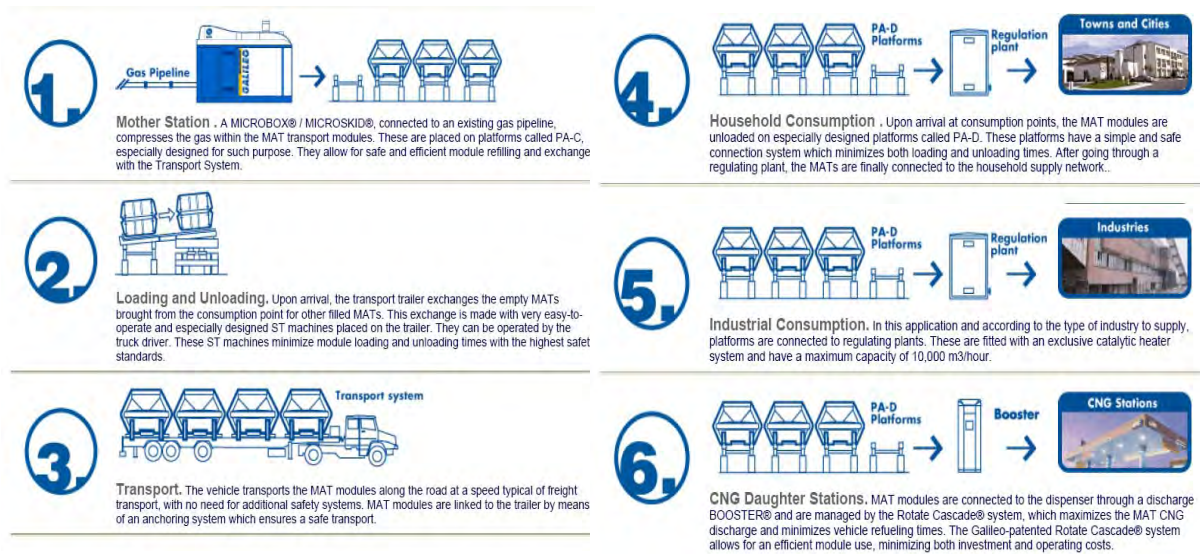 1.
Gas Pipeline
GALILEO
Mother Station . A MICROBOX® / MICROSKID®, connected to an existing gas pipeline,
compresses the gas within the MAT transport modules. These are placed on platforms called PA-C,
especially designed for such purpose. They allow for safe and efficient module refilling and exchange
with the Transport System.
2.
Loading and Unloading. Upon arrival, the transport trailer exchanges the empty MATs
brought from the consumption point for other filled MATs. This exchange is made with very easy-to-
operate and especially designed ST machines placed on the trailer. They can be operated by the
truck driver. These ST machines minimize module loading and unloading times with the highest safet
standards.
3.
Transport system
Transport. The vehicle transports the MAT modules along the road at a speed typical of freight
transport, with no need for additional safety systems. MAT modules are linked to the trailer by means
of an anchoring system which ensures a safe transport.
4.
PA-D
Platforms
Regulation
plant
Towns and Cities
Household Consumption . Upon arrival at consumption points, the MAT modules are
unloaded on especially designed platforms called PA-D. These platforms have a simple and safe
connection system which minimizes both loading and unloading times. After going through a
regulating plant, the MATs are finally connected to the household supply network..
5.
PA-D
Platforms
Regulation
plant
Industries
Industrial Consumption. In this application and according to the type of industry to supply,
platforms are connected to regulating plants. These are fitted with an exclusive catalytic heater
system and have a maximum capacity of 10,000 m3/hour.
6.
PA-D
Platforms
Booster
CNG Stations
CNG Daughter Stations. MAT modules are connected to the dispenser through a discharge
BOOSTER® and are managed by the Rotate Cascade® system, which maximizes the MAT CNG
discharge and minimizes vehicle refueling times. The Galileo-patented Rotate Cascade® system
allows for an efficient module use, minimizing both investment and operating costs.